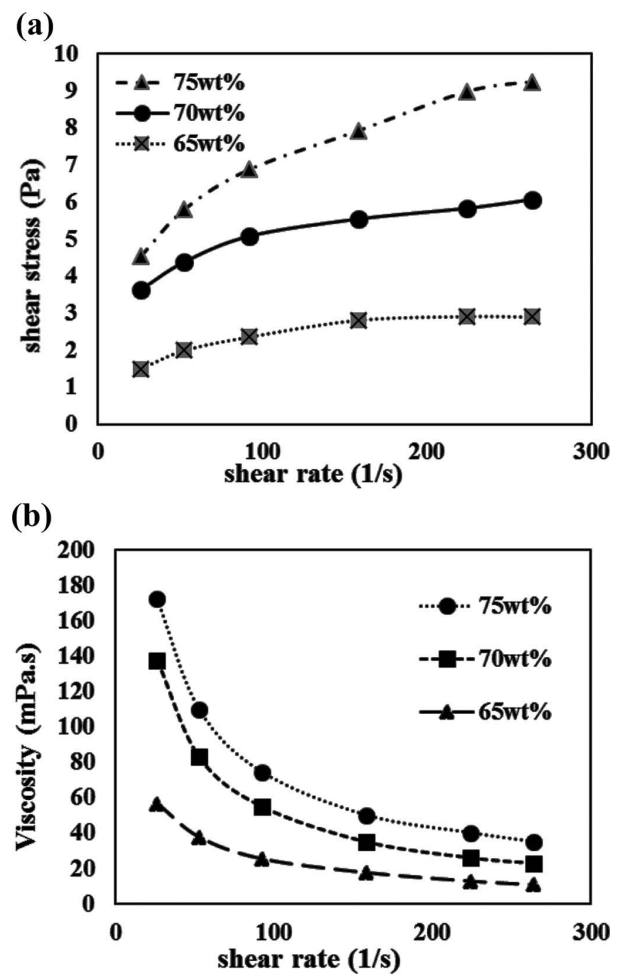 (a)
10
9
8
7
6
5
4
3
2
1
0
shear stress (Pa)
75wt%
70wt%
65wt%
0 100 200 300
shear rate (1/s)
(b)
200
180
160
140
120
100
80
60
40
20
0
Viscosity (mPa.s)
75wt%
70wt%
65wt%
0 100 200 300
shear rate (1/s)